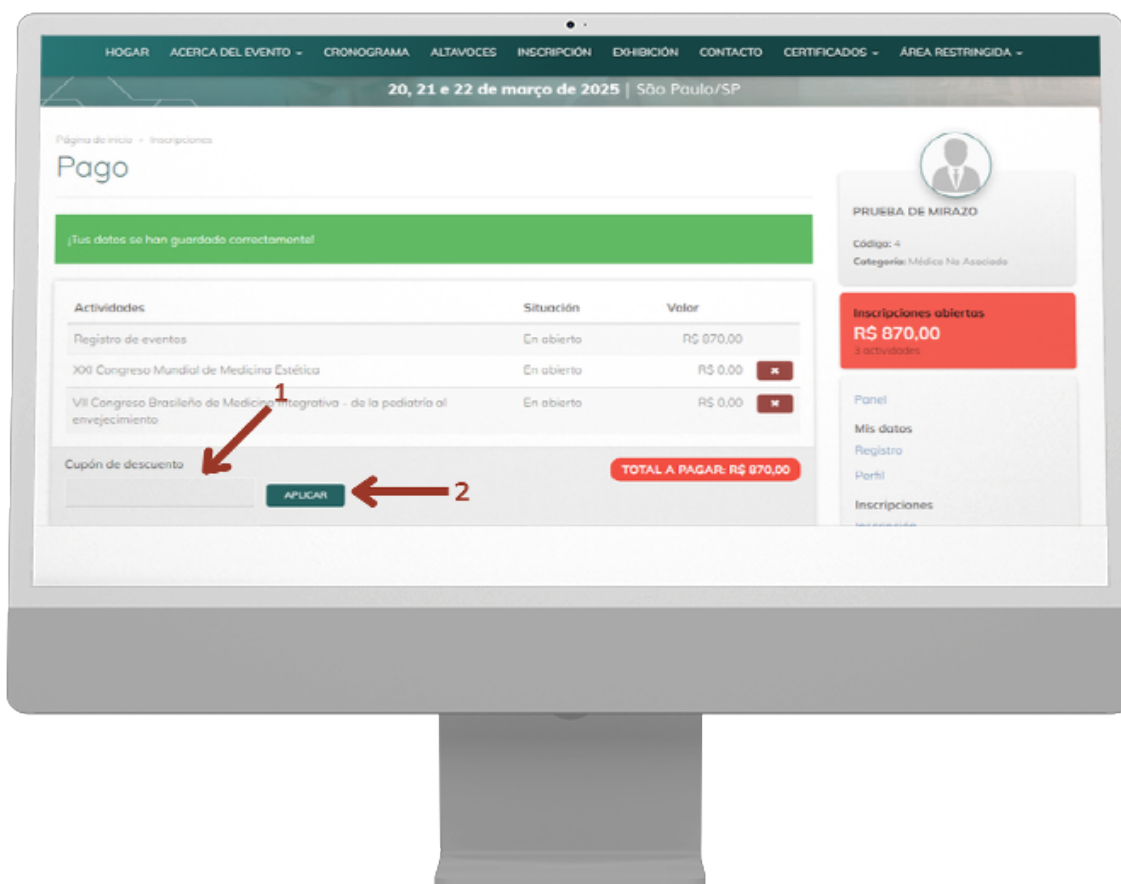 HOGAR ACERCA DEL EVENTO CRONOGRAMA ALTAVOCES INSCRIPCIÓN EXHIBICIÓN CONTACTO CERTIFICADOS ÁREA RESTRINGIDA
20, 21 e 22 de março de 2025 | São Paulo/SP
Página de inicio - Inscripciones
Pago
¡Tus datos se han guardado correctamente!
Actividades Situación Valor
Registro de eventos En abierto R$ 870,00
XXI Congreso Mundial de Medicina Estética En abierto R$ 0,00
VII Congreso Brasileño de Medicina Integrativa - de la pediatría al
envejecimiento
En abierto R$ 0,00
1
Cupón de descuento
TOTAL A PAGAR: R$ 870,00
APLICAR
2
PRUEBA DE MIRAZO
Código: 4
Categoría: Médico No Asociado
Inscripciones abiertas
R$ 870,00
3 actividades
Panel
Mis datos
Registro
Perfil
Inscripciones